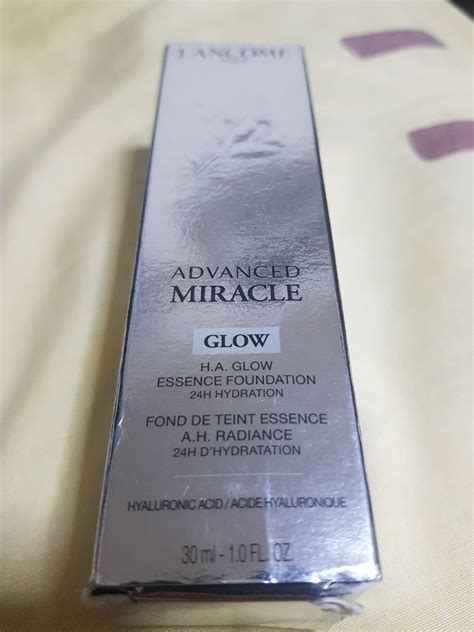 LANCÔME
ADVANCED
MIRACLE
GLOW
H.A. GLOW
ESSENCE FOUNDATION
24H HYDRATION
FOND DE TEINT ESSENCE
A.H. RADIANCE
24H D'HYDRATATION
HYALURONIC ACID / ACIDE HYALURONIQUE
30 ml - 1.0 FL. OZ